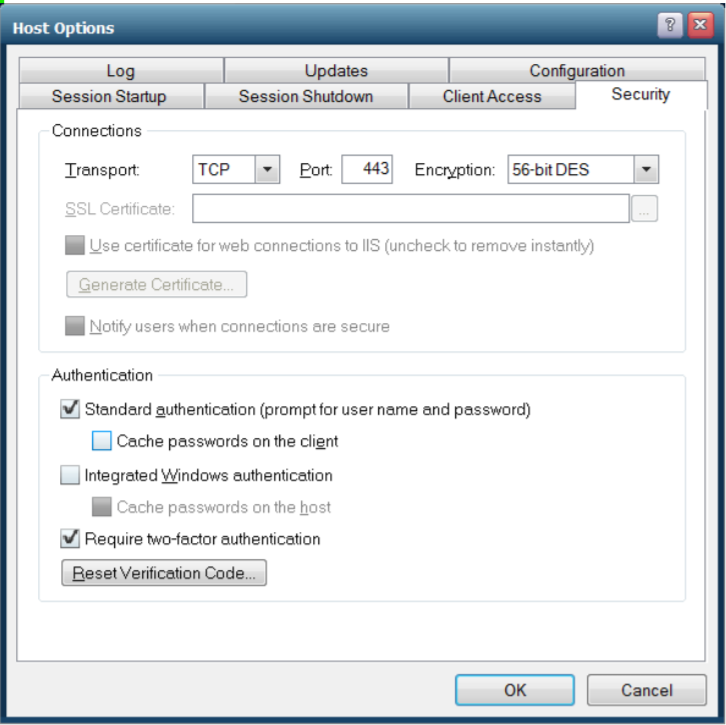 Host Options
Log Updates Configuration
Session Startup Session Shutdown Client Access Security
Connections
Transport: TCP Port: 443 Encryption: 56-bit DES
SSL Certificate: ...
Use certificate for web connections to IIS (uncheck to remove instantly)
Generate Certificate...
Notify users when connections are secure
Authentication
Standard authentication (prompt for user name and password)
Cache passwords on the client
Integrated Windows authentication
Cache passwords on the host
Require two-factor authentication
Reset Verification Code...
OK Cancel